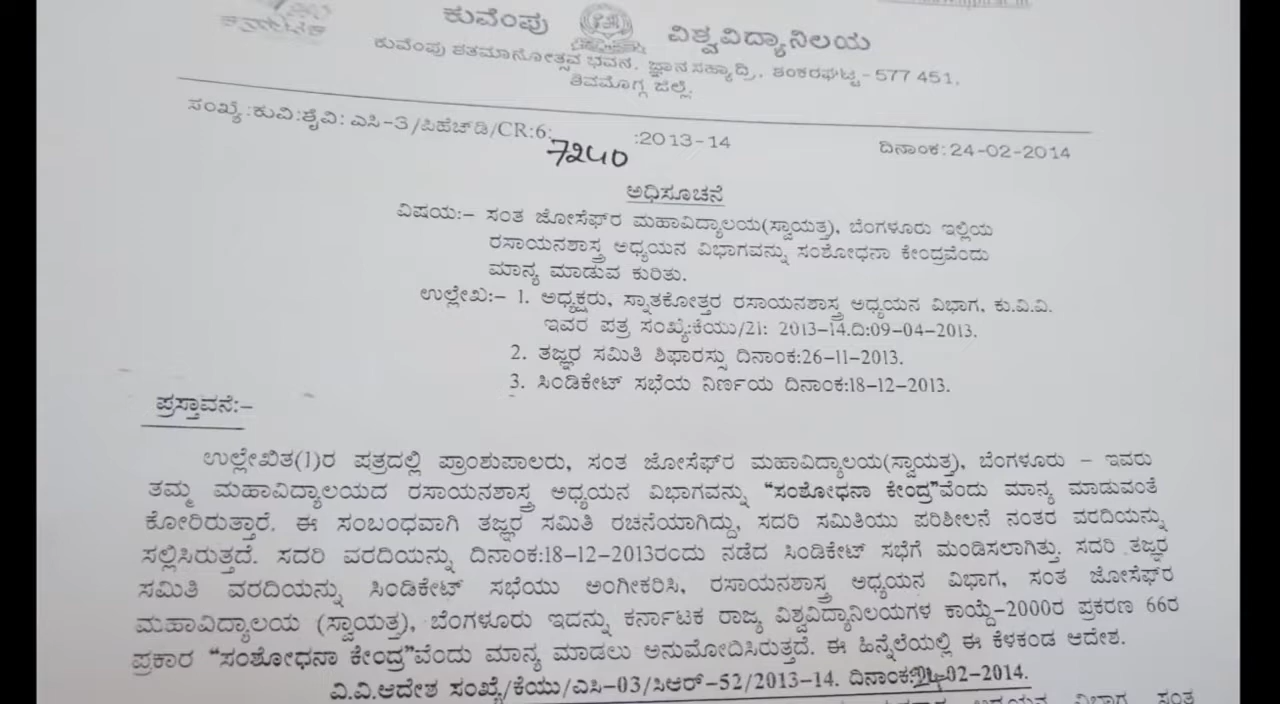 ಕುವೆಂಪು ವಿಶ್ವವಿದ್ಯಾನಿಲಯ
ಕುವೆಂಪು ಶತಮಾನೋತ್ಸವ ಭವನ, ಜ್ಞಾನಸಹ್ಯಾದ್ರಿ, ಶಂಕರಘಟ್ಟ-577 451,
ಶಿವಮೊಗ್ಗ ಜಿಲ್ಲೆ.
ಸಂಖ್ಯೆ:ಕುವಿ:ಶೈವಿ: ಎಸಿ-3/ಪಿಹೆಚ್‌ಡಿ/CR:6: 7240 :2013-14 ದಿನಾಂಕ:24-02-2014
ಅಧಿಸೂಚನೆ
ವಿಷಯ:- ಸಂತ ಜೋಸೆಫ್‌ರ ಮಹಾವಿದ್ಯಾಲಯ(ಸ್ವಾಯತ್ತ), ಬೆಂಗಳೂರು ಇಲ್ಲಿಯ
ರಸಾಯನಶಾಸ್ತ್ರ ಅಧ್ಯಯನ ವಿಭಾಗವನ್ನು ಸಂಶೋಧನಾ ಕೇಂದ್ರವೆಂದು
ಮಾನ್ಯ ಮಾಡುವ ಕುರಿತು.
ಉಲ್ಲೇಖ:- 1. ಅಧ್ಯಕ್ಷರು, ಸ್ನಾತಕೋತ್ತರ ರಸಾಯನಶಾಸ್ತ್ರ ಅಧ್ಯಯನ ವಿಭಾಗ, ಕು.ವಿ.ವಿ.
ಇವರ ಪತ್ರ ಸಂಖ್ಯೆ:ಕೆಯು/21: 2013-14.ದಿ:09-04-2013.
2. ತಜ್ಞರ ಸಮಿತಿ ಶಿಫಾರಸ್ಸು ದಿನಾಂಕ:26-11-2013.
3. ಸಿಂಡಿಕೇಟ್ ಸಭೆಯ ನಿರ್ಣಯ ದಿನಾಂಕ:18-12-2013.
ಪ್ರಸ್ತಾವನೆ:-
ಉಲ್ಲೇಖಿತ(1)ರ ಪತ್ರದಲ್ಲಿ ಪ್ರಾಂಶುಪಾಲರು, ಸಂತ ಜೋಸೆಫ್‌ರ ಮಹಾವಿದ್ಯಾಲಯ(ಸ್ವಾಯತ್ತ), ಬೆಂಗಳೂರು - ಇವರು
ತಮ್ಮ ಮಹಾವಿದ್ಯಾಲಯದ ರಸಾಯನಶಾಸ್ತ್ರ ಅಧ್ಯಯನ ವಿಭಾಗವನ್ನು "ಸಂಶೋಧನಾ ಕೇಂದ್ರ"ವೆಂದು ಮಾನ್ಯ ಮಾಡುವಂತೆ
ಕೋರಿರುತ್ತಾರೆ. ಈ ಸಂಬಂಧವಾಗಿ ತಜ್ಞರ ಸಮಿತಿ ರಚನೆಯಾಗಿದ್ದು, ಸದರಿ ಸಮಿತಿಯು ಪರಿಶೀಲನೆ ನಂತರ ವರದಿಯನ್ನು
ಸಲ್ಲಿಸಿರುತ್ತದೆ. ಸದರಿ ವರದಿಯನ್ನು ದಿನಾಂಕ:18-12-2013ರಂದು ನಡೆದ ಸಿಂಡಿಕೇಟ್ ಸಭೆಗೆ ಮಂಡಿಸಲಾಗಿತ್ತು. ಸದರಿ ತಜ್ಞರ
ಸಮಿತಿ ವರದಿಯನ್ನು ಸಿಂಡಿಕೇಟ್ ಸಭೆಯು ಅಂಗೀಕರಿಸಿ, ರಸಾಯನಶಾಸ್ತ್ರ ಅಧ್ಯಯನ ವಿಭಾಗ, ಸಂತ ಜೋಸೆಫ್‌ರ
ಮಹಾವಿದ್ಯಾಲಯ (ಸ್ವಾಯತ್ತ), ಬೆಂಗಳೂರು ಇದನ್ನು ಕರ್ನಾಟಕ ರಾಜ್ಯ ವಿಶ್ವವಿದ್ಯಾನಿಲಯಗಳ ಕಾಯ್ದೆ-2000ರ ಪ್ರಕರಣ 66ರ
ಪ್ರಕಾರ "ಸಂಶೋಧನಾ ಕೇಂದ್ರ"ವೆಂದು ಮಾನ್ಯ ಮಾಡಲು ಅನುಮೋದಿಸಿರುತ್ತದೆ. ಈ ಹಿನ್ನೆಲೆಯಲ್ಲಿ ಈ ಕೆಳಕಂಡ ಆದೇಶ.
ವಿ.ವಿ.ಆದೇಶ ಸಂಖ್ಯೆ/ಕೆಯು/ಎಸಿ-03/ಸಿಆರ್-52/2013-14. ದಿನಾಂಕ:24-02-2014.